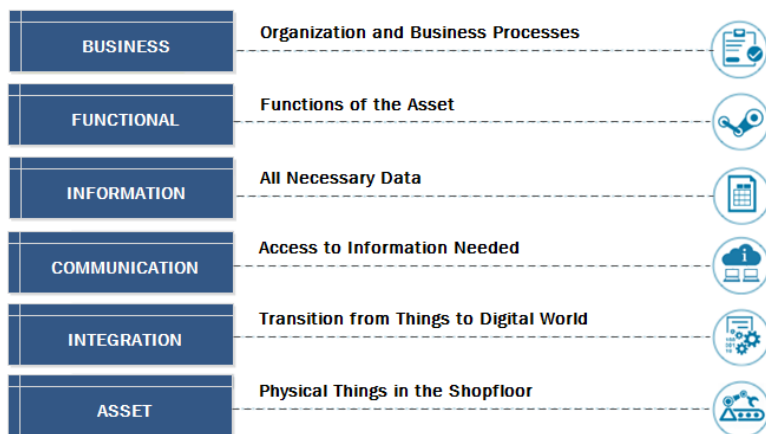 BUSINESS
Organization and Business Processes
FUNCTIONAL
Functions of the Asset
INFORMATION
All Necessary Data
COMMUNICATION
Access to Information Needed
INTEGRATION
Transition from Things to Digital World
ASSET
Physical Things in the Shopfloor